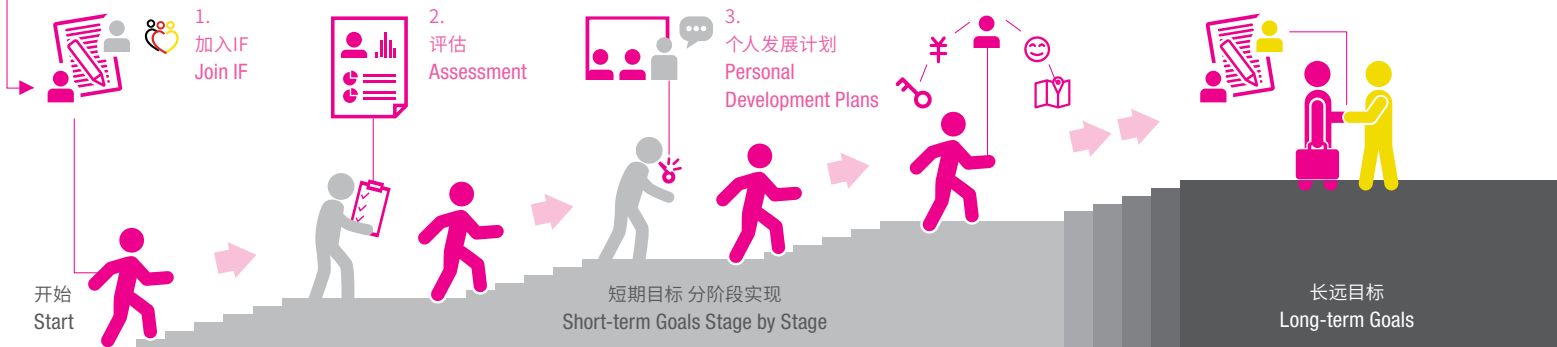 1.
加入IF
Join IF
2.
评估
Assessment
3.
个人发展计划
Personal
Development Plans
¥
开始
Start
短期目标 分阶段实现
Short-term Goals Stage by Stage
长远目标
Long-term Goals